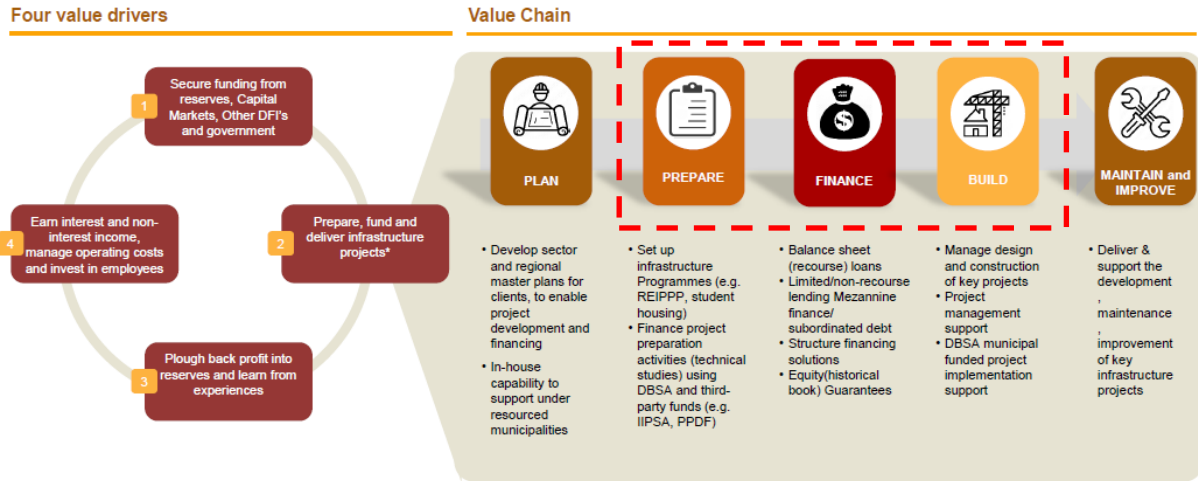 Four value drivers
1
Secure funding from
reserves, Capital
Markets, Other DFI's
and government
2
Prepare, fund and
deliver infrastructure
projects*
3
Plough back profit into
reserves and learn from
experiences
4
Earn interest and non-
interest income,
manage operating costs
and invest in employees
Value Chain
PLAN
• Develop sector
and regional
master plans for
clients, to enable
project
development and
financing
• In-house
capability to
support under
resourced
municipalities
PREPARE
• Set up
infrastructure
Programmes (e.g.
REIPPP, student
housing)
• Finance project
preparation
activities (technical
studies) using
DBSA and third-
party funds (e.g.
IIPSA, PPDF)
$
FINANCE
• Balance sheet
(recourse) loans
• Limited/non-recourse
lending Mezannine
finance/
subordinated debt
• Structure financing
solutions
• Equity(historical
book) Guarantees
BUILD
• Manage design
and construction
of key projects
• Project
management
support
• DBSA municipal
funded project
implementation
support
MAINTAIN and
IMPROVE
• Deliver &
support the
development
,
maintenance
,
improvement
of key
infrastructure
projects